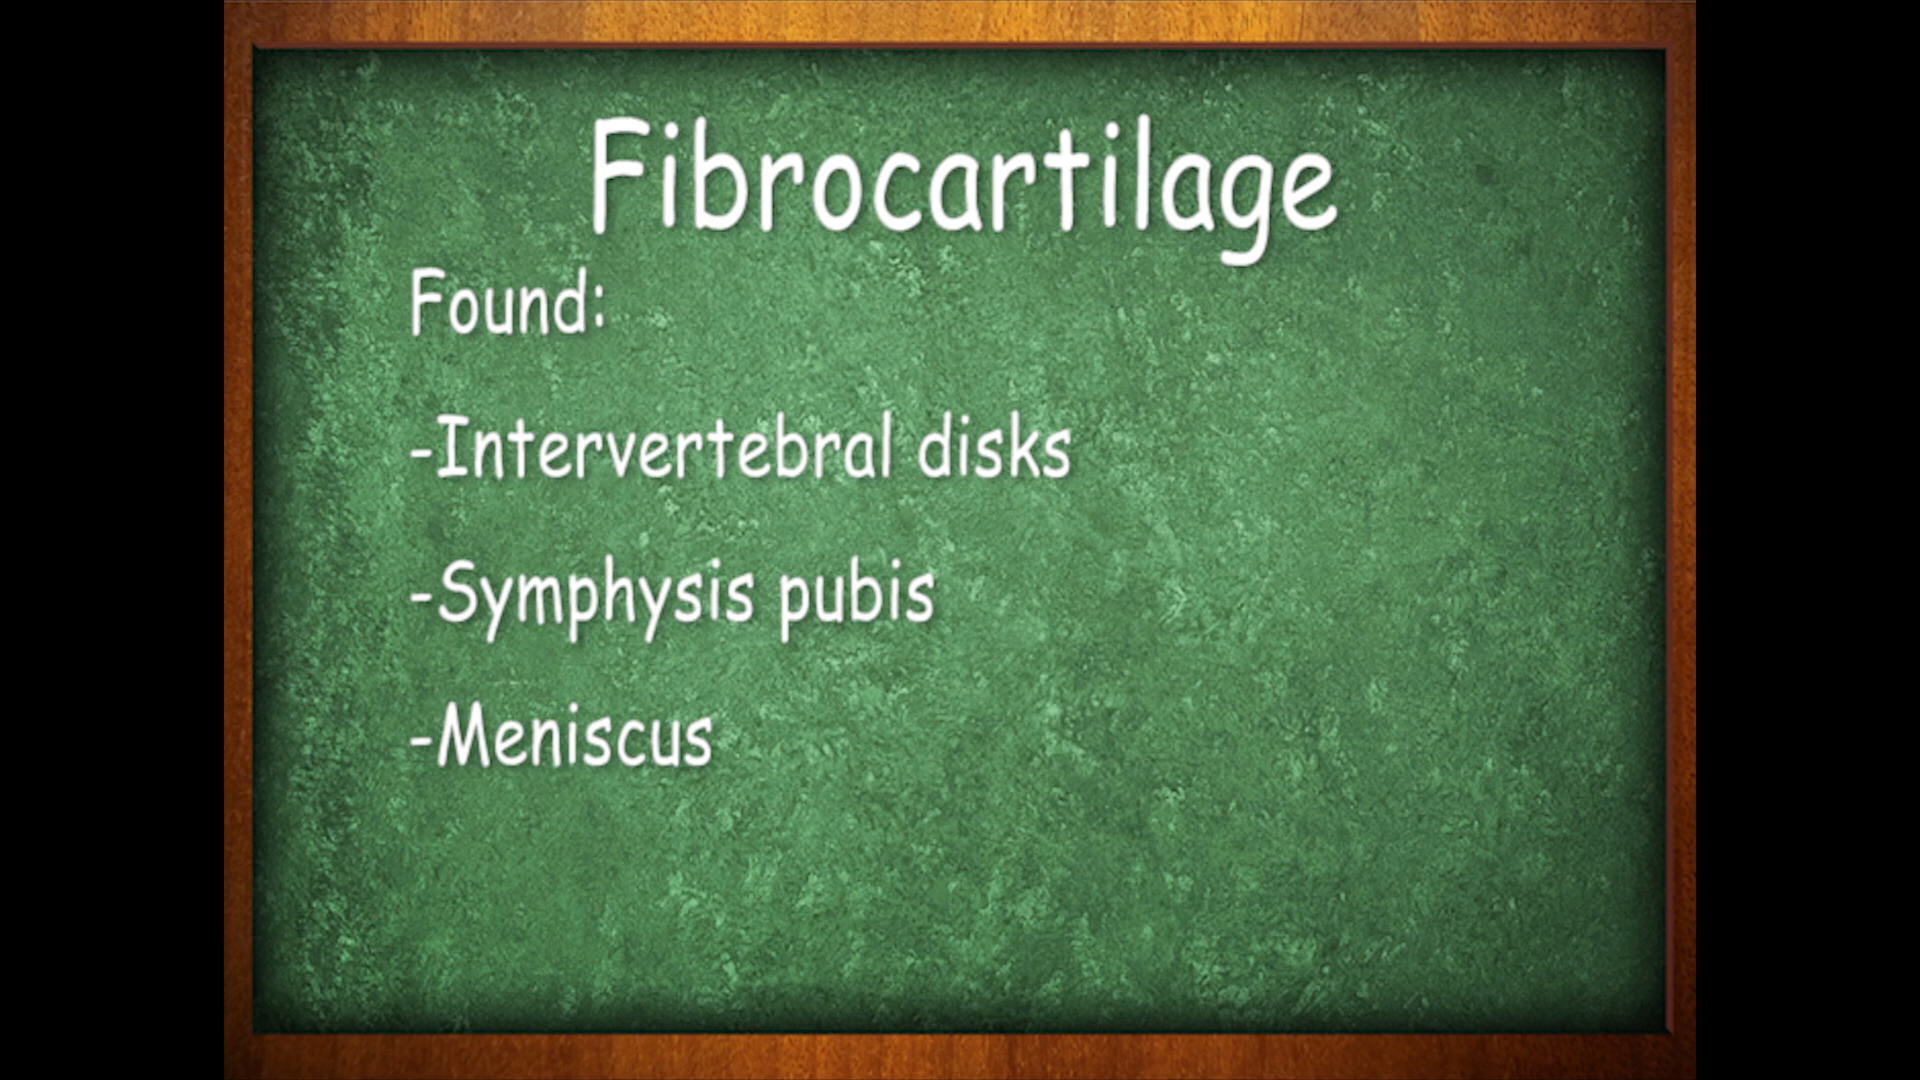 Fibrocartilage
Found:
-Intervertebral disks
-Symphysis pubis
-Meniscus